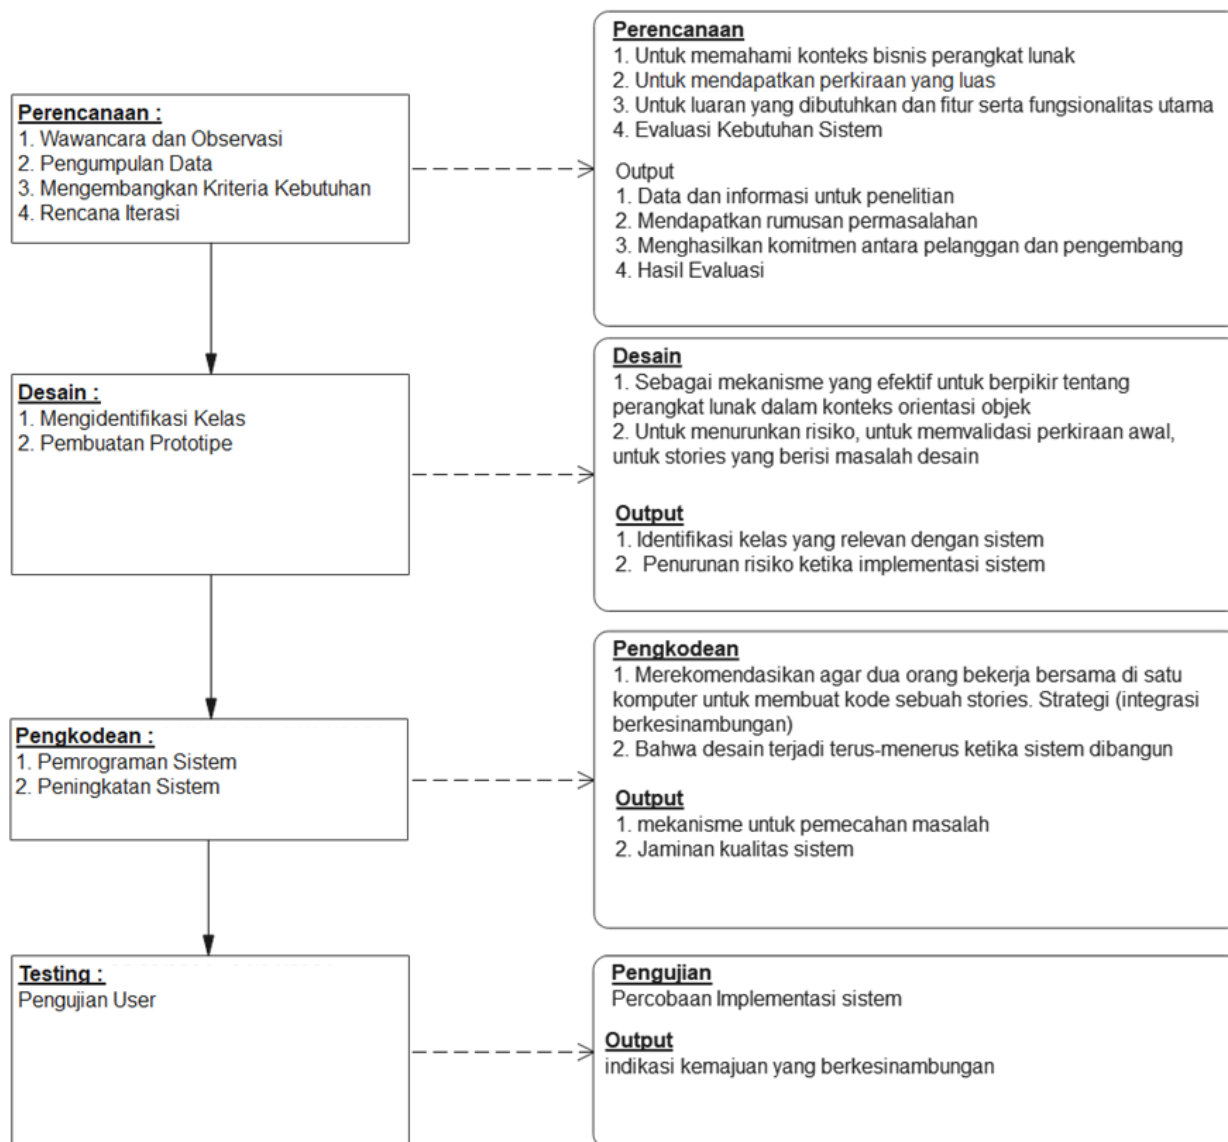 Perencanaan :
1. Wawancara dan Observasi
2. Pengumpulan Data
3. Mengembangkan Kriteria Kebutuhan
4. Rencana Iterasi
Perencanaan
1. Untuk memahami konteks bisnis perangkat lunak
2. Untuk mendapatkan perkiraan yang luas
3. Untuk luaran yang dibutuhkan dan fitur serta fungsionalitas utama
4. Evaluasi Kebutuhan Sistem
Output
1. Data dan informasi untuk penelitian
2. Mendapatkan rumusan permasalahan
3. Menghasilkan komitmen antara pelanggan dan pengembang
4. Hasil Evaluasi
Desain :
1. Mengidentifikasi Kelas
2. Pembuatan Prototipe
Desain
1. Sebagai mekanisme yang efektif untuk berpikir tentang
perangkat lunak dalam konteks orientasi objek
2. Untuk menurunkan risiko, untuk memvalidasi perkiraan awal,
untuk stories yang berisi masalah desain
Output
1. Identifikasi kelas yang relevan dengan sistem
2. Penurunan risiko ketika implementasi sistem
Pengkodean :
1. Pemrograman Sistem
2. Peningkatan Sistem
Pengkodean
1. Merekomendasikan agar dua orang bekerja bersama di satu
komputer untuk membuat kode sebuah stories. Strategi (integrasi
berkesinambungan)
2. Bahwa desain terjadi terus-menerus ketika sistem dibangun
Output
1. mekanisme untuk pemecahan masalah
2. Jaminan kualitas sistem
Testing :
Pengujian User
Pengujian
Percobaan Implementasi sistem
Output
indikasi kemajuan yang berkesinambungan